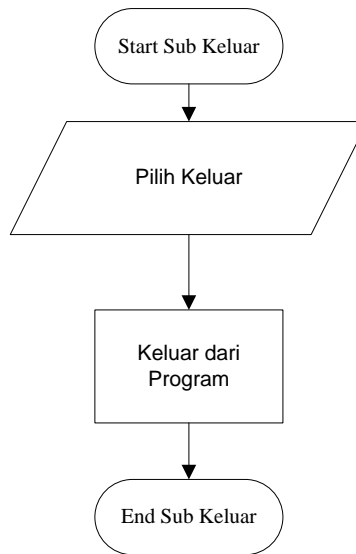 Start Sub Keluar
Pilih Keluar
Keluar dari
Program
End Sub Keluar